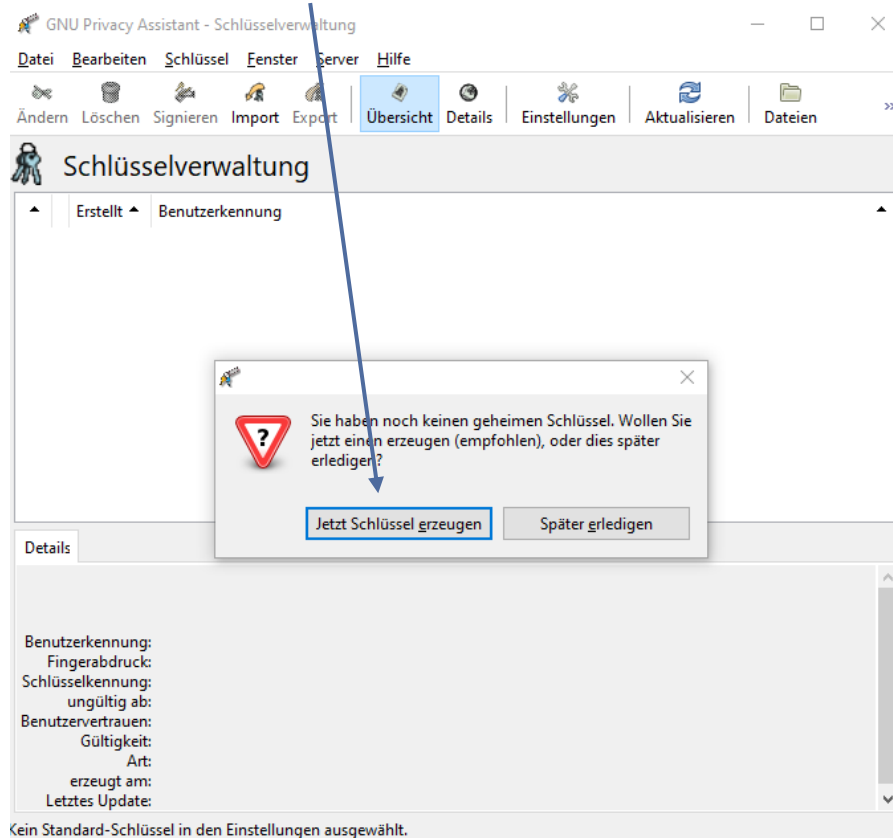 GNU Privacy Assistant - Schlüsselverwaltung
Datei Bearbeiten Schlüssel Fenster Server Hilfe
Ändern Löschen Signieren Import Export Übersicht Details Einstellungen Aktualisieren Dateien »
Schlüsselverwaltung
Erstellt Benutzerkennung
Sie haben noch keinen geheimen Schlüssel. Wollen Sie
jetzt einen erzeugen (empfohlen), oder dies später
erledigen?
Jetzt Schlüssel erzeugen Später erledigen
Details
Benutzerkennung:
Fingerabdruck:
Schlüsselkennung:
ungültig ab:
Benutzervertrauen:
Gültigkeit:
Art:
erzeugt am:
Letztes Update:
Kein Standard-Schlüssel in den Einstellungen ausgewählt.